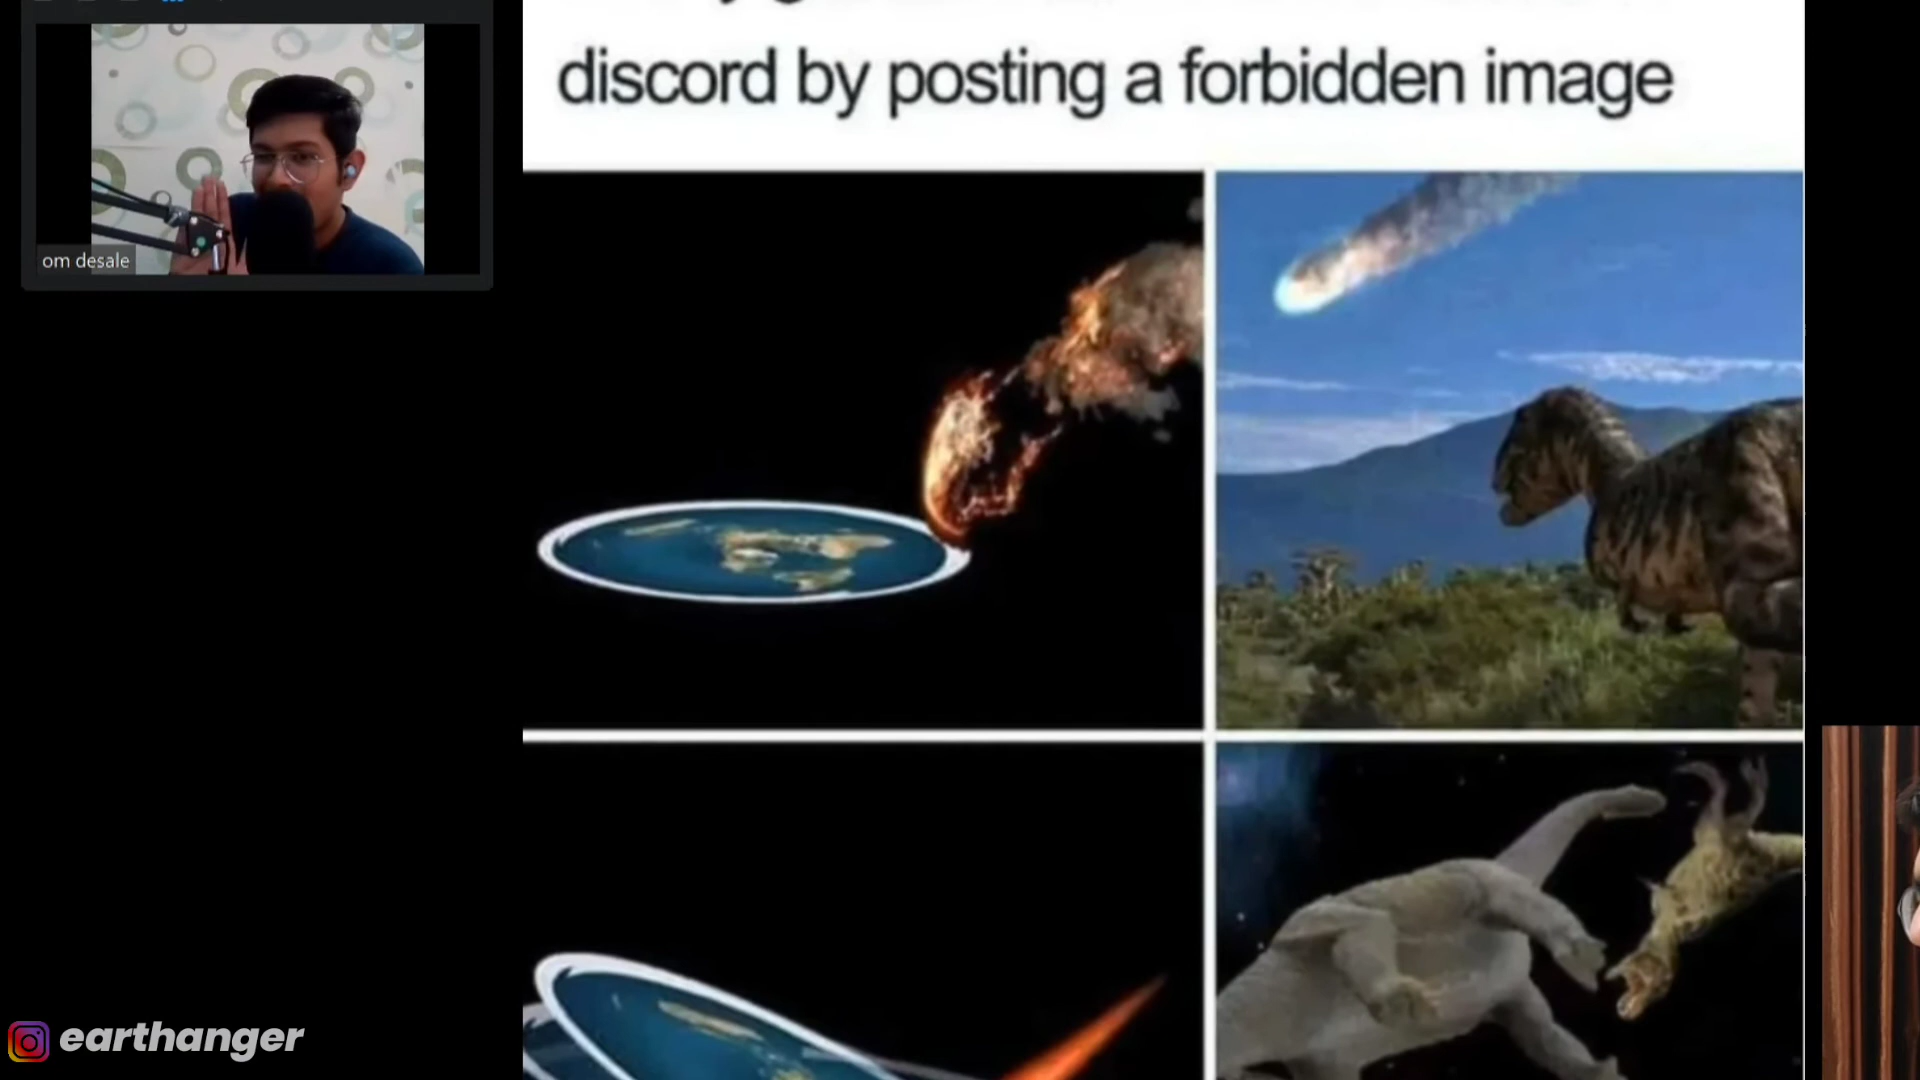 discord by posting a forbidden image
om desale
earthanger